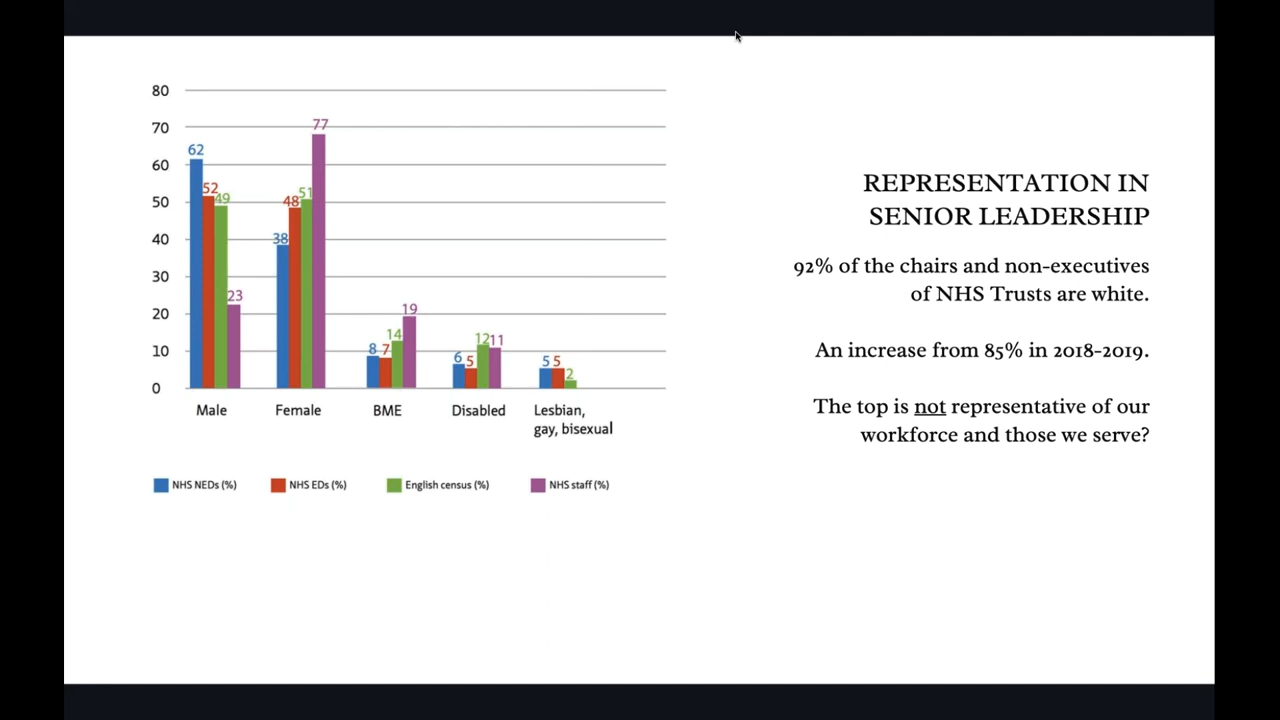 80
70
60
50
40
30
20
10
0
62
52
49
23
38
48
51
77
8
7
14
19
6
5
12
11
5
5
2
Male
Female
BME
Disabled
Lesbian,
gay, bisexual
NHS NEDs (%)
NHS EDs (%)
English census (%)
NHS staff (%)
REPRESENTATION IN
SENIOR LEADERSHIP
92% of the chairs and non-executives
of NHS Trusts are white.
An increase from 85% in 2018-2019.
The top is not representative of our
workforce and those we serve?